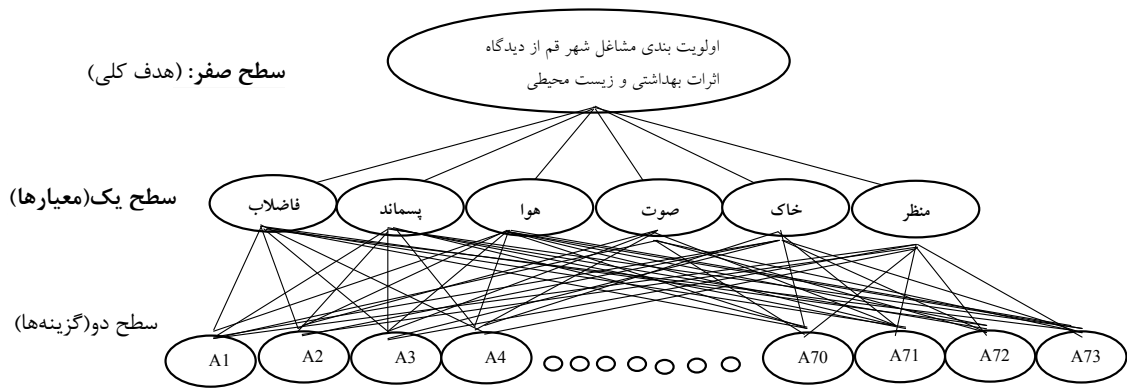 اولویت بندی مشاغل شهر قم از دیدگاه
اثرات بهداشتی و زیست محیطی
سطح صفر: (هدف کلی)
سطح یک(معیارها)
فاضلاب
پسماند
هوا
صوت
خاک
منظر
سطح دو(گزینه‌ها)
A1
A2
A3
A4
A70
A71
A72
A73